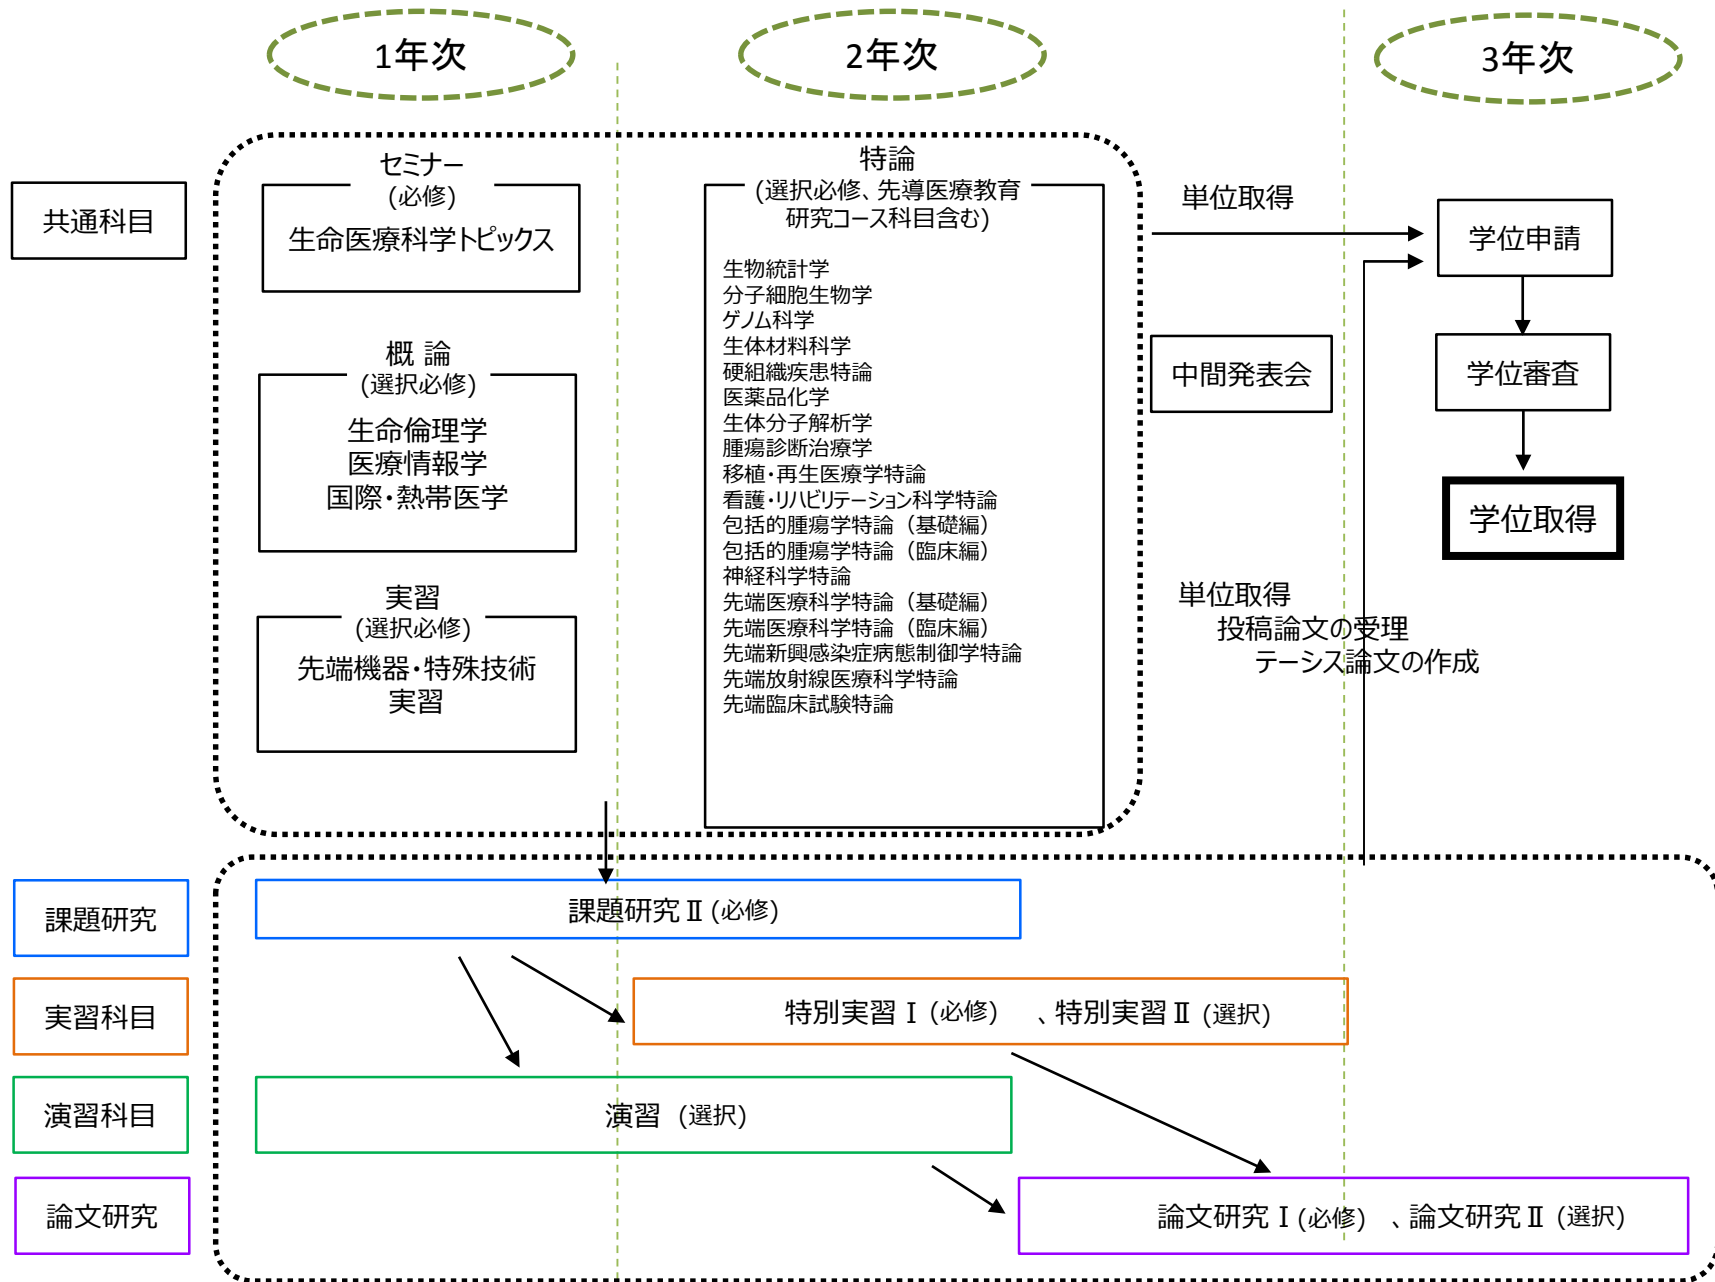 1年次
2年次
3年次
共通科目
セミナー
(必修)
生命医療科学トピックス
概 論
(選択必修)
生命倫理学
医療情報学
国際・熱帯医学
実習
(選択必修)
先端機器・特殊技術
実習
特論
(選択必修、先導医療教育
研究コース科目含む)
生物統計学
分子細胞生物学
ゲノム科学
生体材料科学
硬組織疾患特論
医薬品化学
生体分子解析学
腫瘍診断治療学
移植・再生医療学特論
看護・リハビリテーション科学特論
包括的腫瘍学特論（基礎編）
包括的腫瘍学特論（臨床編）
神経科学特論
先端医療科学特論（基礎編）
先端医療科学特論（臨床編）
先端新興感染症病態制御学特論
先端放射線医療科学特論
先端臨床試験特論
単位取得
中間発表会
単位取得
投稿論文の受理
テーシス論文の作成
学位申請
学位審査
学位取得
課題研究
課題研究Ⅱ(必修)
実習科目
特別実習Ⅰ(必修) 、特別実習Ⅱ(選択)
演習科目
演習 (選択)
論文研究
論文研究Ⅰ(必修) 、論文研究Ⅱ(選択)